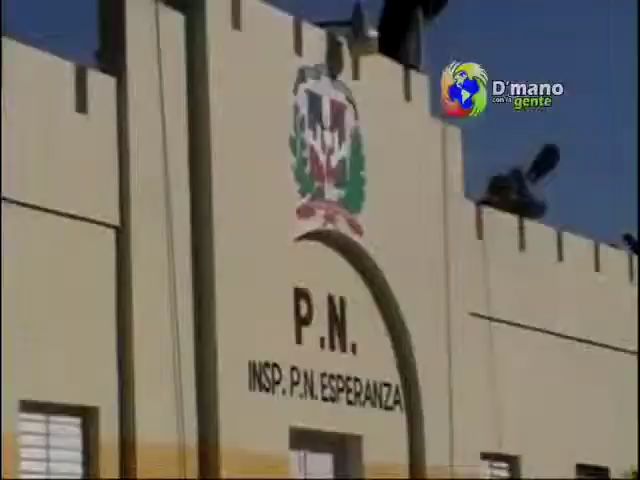 D'mano
con la gente
P.N.
INSP. P.N. ESPERANZA